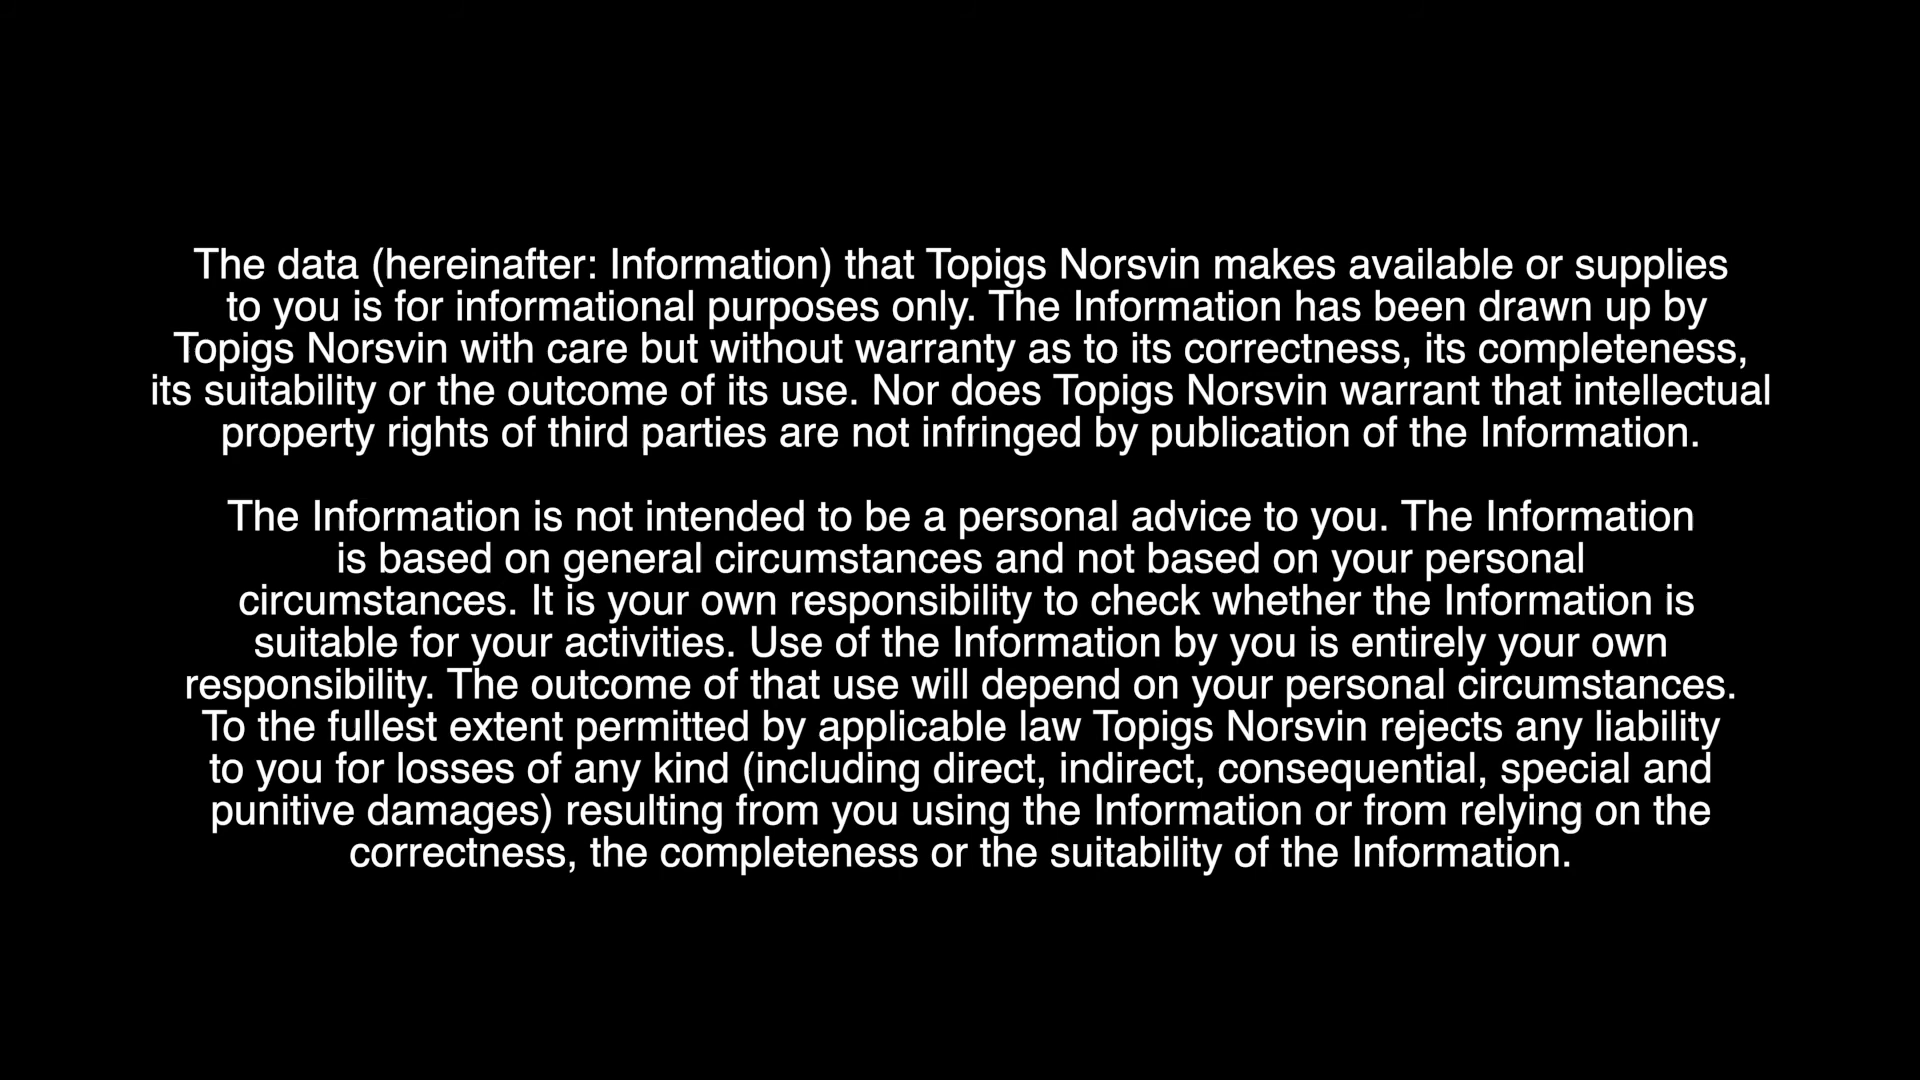 The data (hereinafter: Information) that Topigs Norsvin makes available or supplies
to you is for informational purposes only. The Information has been drawn up by
Topigs Norsvin with care but without warranty as to its correctness, its completeness,
its suitability or the outcome of its use. Nor does Topigs Norsvin warrant that intellectual
property rights of third parties are not infringed by publication of the Information.
The Information is not intended to be a personal advice to you. The Information
is based on general circumstances and not based on your personal
circumstances. It is your own responsibility to check whether the Information is
suitable for your activities. Use of the Information by you is entirely your own
responsibility. The outcome of that use will depend on your personal circumstances.
To the fullest extent permitted by applicable law Topigs Norsvin rejects any liability
to you for losses of any kind (including direct, indirect, consequential, special and
punitive damages) resulting from you using the Information or from relying on the
correctness, the completeness or the suitability of the Information.